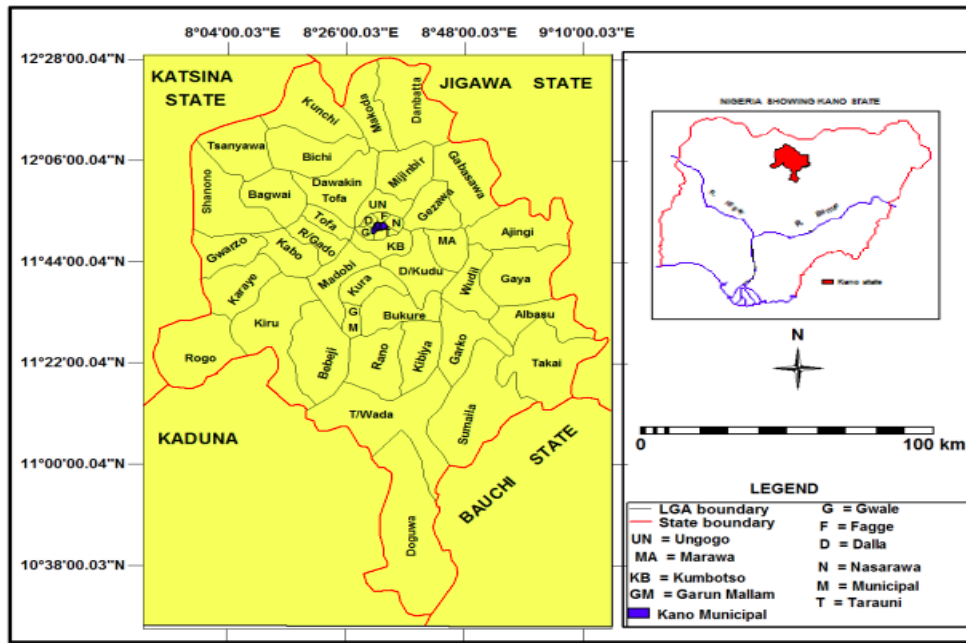 8°04'00.03"E 8°26'00.03"E 8°48'00.03"E 9°10'00.03"E
12°28'00.04"N
12°06'00.04"N
11°44'00.04"N
11°22'00.04"N
11°00'00.04"N
10°38'00.03"N
KATSINA
STATE
JIGAWA STATE
Kunchi
Makoda
Danbatta
Tsanyawa
Bichi
Mijinbir
Gabasawa
Shanono
Bagwai
Dawakin
Tofa
UN
Gezawa
D
F
N
G
Tofa
R/Gado
Ajingi
Gwarzo
Kabo
KB
MA
Madobi
D/Kudu
Wudil
Gaya
Karaye
Kura
G
M
Bukure
Albasu
Kiru
Rogo
Bebeji
Rano
Kibiya
Garko
Takai
T/Wada
Sumaila
KADUNA
BAUCHI STATE
Doguwa
NIGERIA SHOWING KANO STATE
Kano state
N
0 100 km
LEGEND
LGA boundary
State boundary
UN = Ungogo
MA = Marawa
KB = Kumbotso
GM = Garun Mallam
Kano Municipal
G = Gwale
F = Fagge
D = Dalla
N = Nasarawa
M = Municipal
T = Tarauni